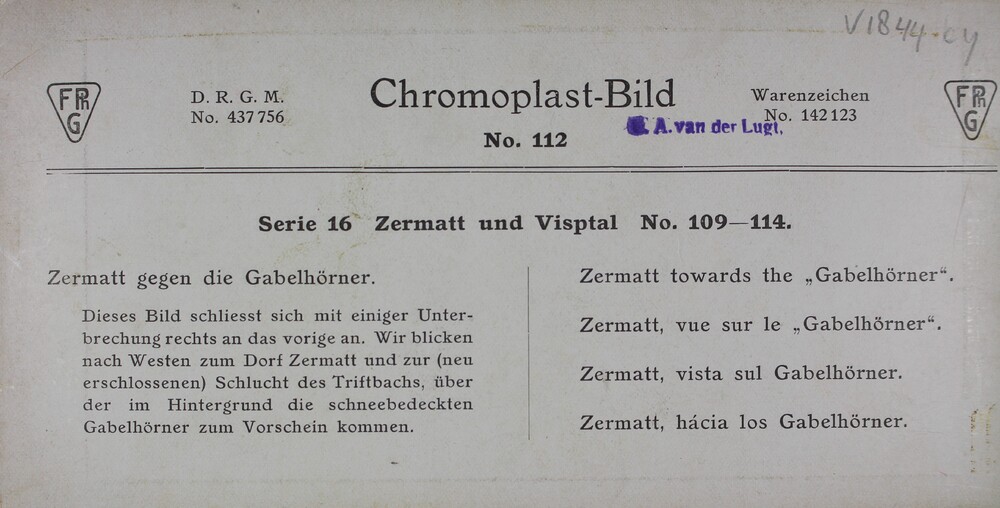 V1844.cy
FPR
G
D. R. G. M.
No. 437756
Chromoplast-Bild
No. 112
Warenzeichen
No. 142123
A. van der Lugt,
FPR
G
Serie 16 Zermatt und Visptal No. 109—114.
Zermatt gegen die Gabelhörner.
Dieses Bild schliesst sich mit einiger Unter-
brechung rechts an das vorige an. Wir blicken
nach Westen zum Dorf Zermatt und zur (neu
erschlossenen) Schlucht des Triftbachs, über
der im Hintergrund die schneebedeckten
Gabelhörner zum Vorschein kommen.
Zermatt towards the „Gabelhörner“.
Zermatt, vue sur le „Gabelhörner“.
Zermatt, vista sul Gabelhörner.
Zermatt, hácia los Gabelhörner.